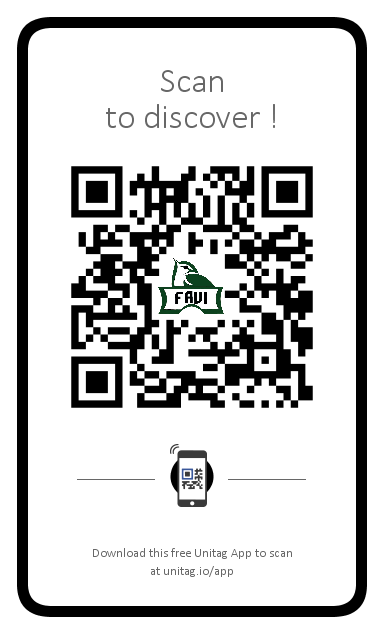 Scan
to discover !
FAVI
Download this free Unitag App to scan
at unitag.io/app